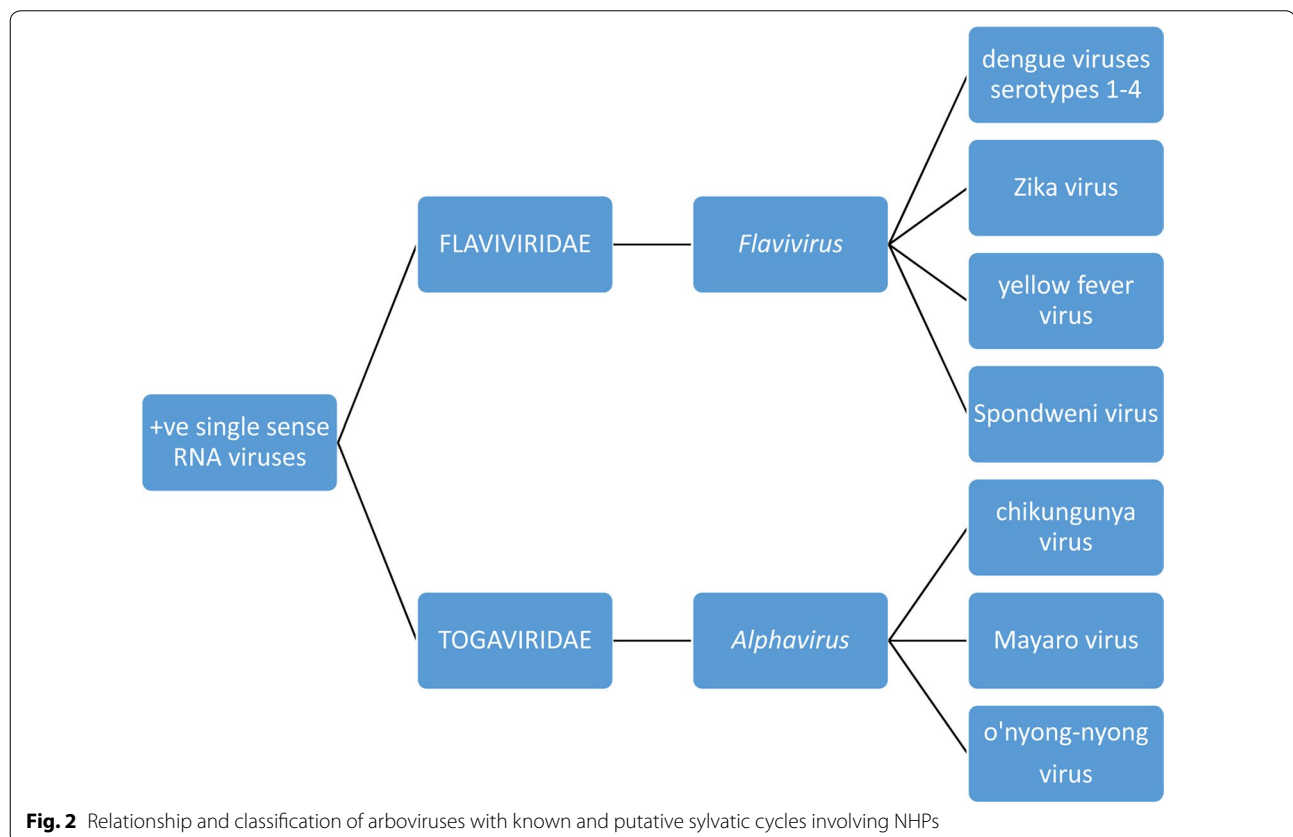 +ve single sense
RNA viruses
FLAVIVIRIDAE
Flavivirus
dengue viruses
serotypes 1-4
Zika virus
yellow fever
virus
Spondweni virus
TOGAVIRIDAE
Alphavirus
chikungunya
virus
Mayaro virus
o'nyong-nyong
virus
Fig. 2 Relationship and classification of arboviruses with known and putative sylvatic cycles involving NHPs